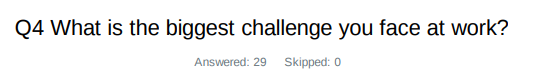 Q4 What is the biggest challenge you face at work?
Answered: 29 Skipped: 0